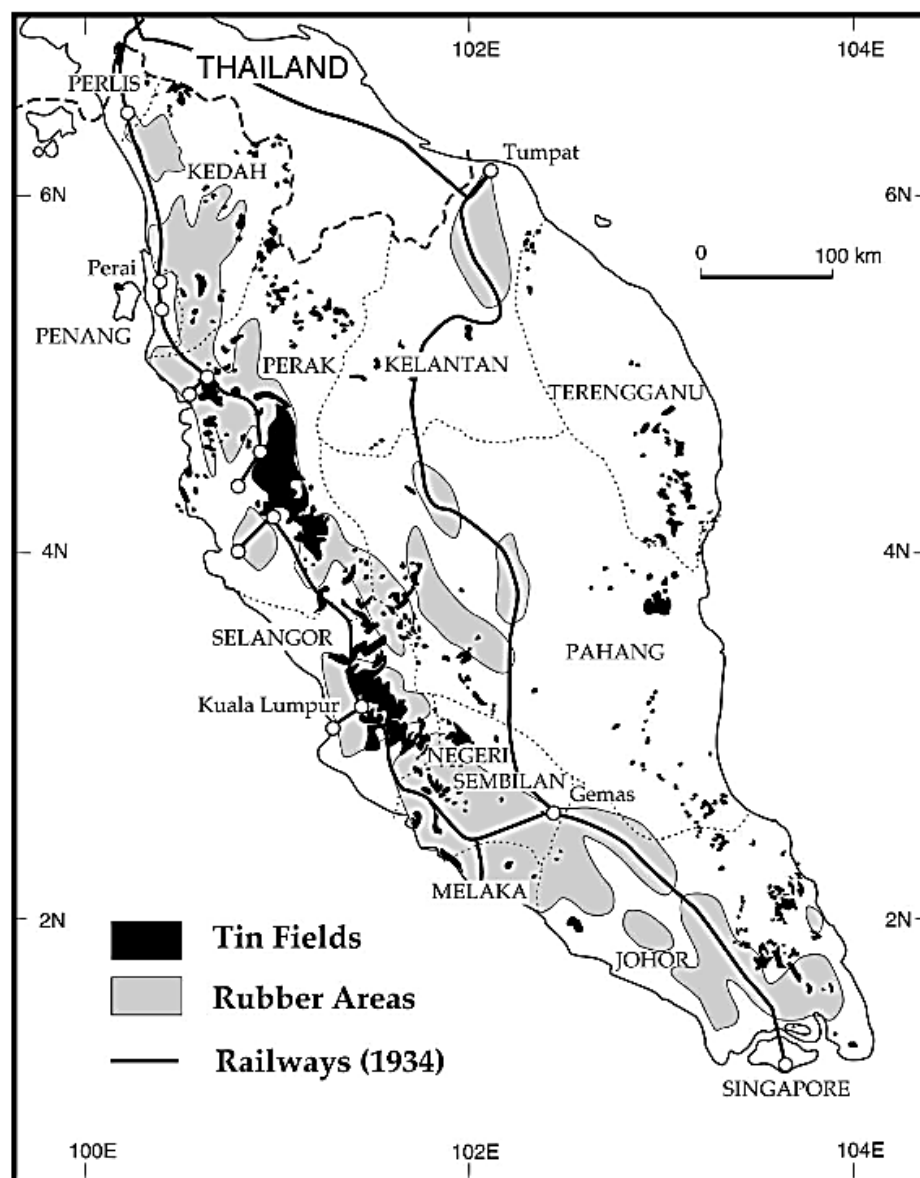 102E
104E
THAILAND
PERLIS
Tumpat
KEDAH
6N
6N
0
100 km
Perai
PENANG
PERAK
KELANTAN
TERENGGANU
4N
4N
SELANGOR
PAHANG
Kuala Lumpur
NEGERI
SEMBILAN
Gemas
MELAKA
2N
2N
Tin Fields
JOHOR
Rubber Areas
Railways (1934)
SINGAPORE
100E
102E
104E